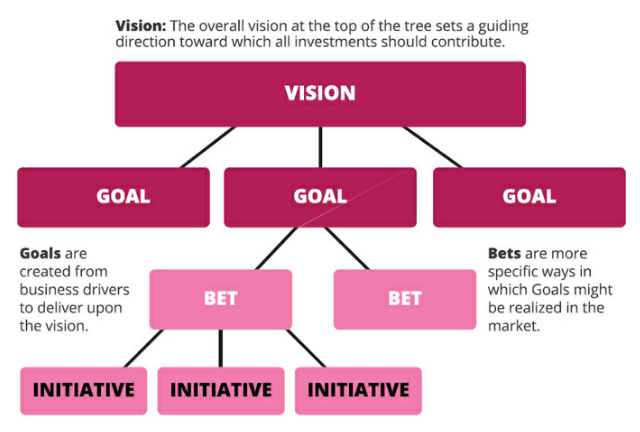 Vision: The overall vision at the top of the tree sets a guiding
direction toward which all investments should contribute.
VISION
GOAL
GOAL
GOAL
Goals are
created from
business drivers
to deliver upon
the vision.
BET
BET
Bets are more
specific ways in
which Goals might
be realized in the
market.
INITIATIVE
INITIATIVE
INITIATIVE